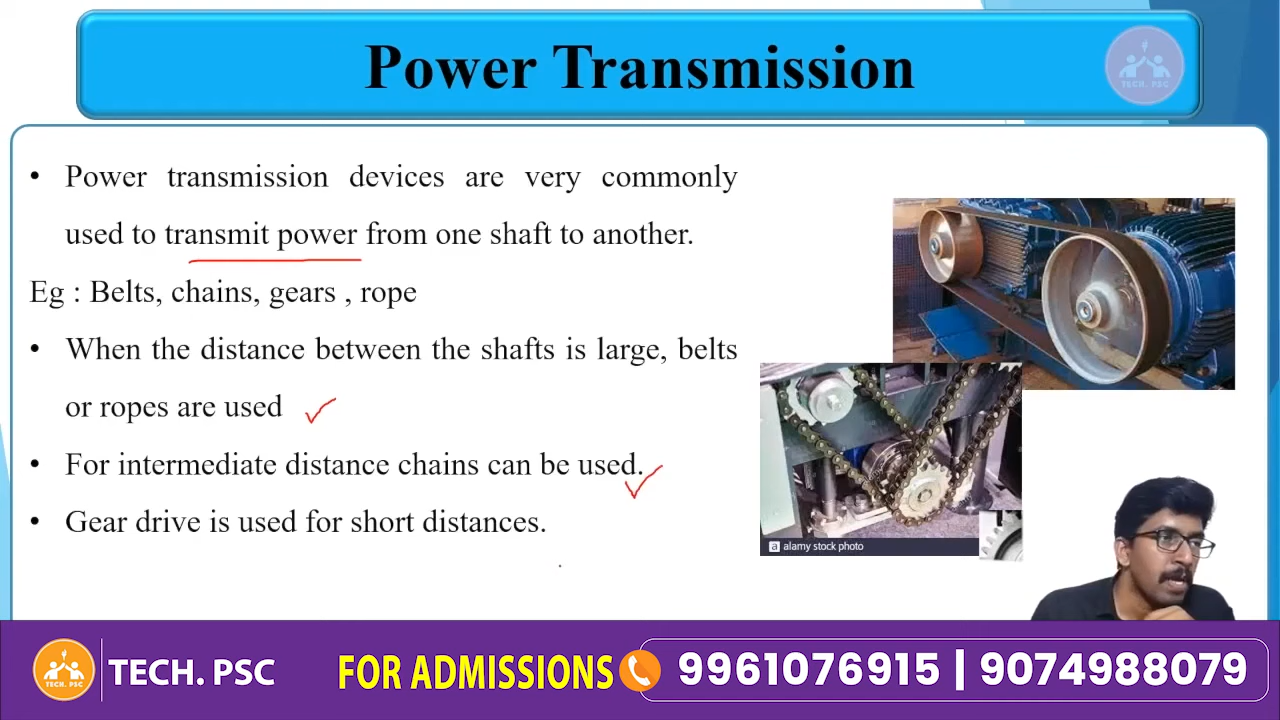 Power Transmission
TECH. PSC
• Power transmission devices are very commonly
used to transmit power from one shaft to another.
Eg : Belts, chains, gears , rope
• When the distance between the shafts is large, belts
or ropes are used
• For intermediate distance chains can be used.
• Gear drive is used for short distances.
a alamy stock photo
TECH. PSC
TECH. PSC
FOR ADMISSIONS
9961076915 | 9074988079